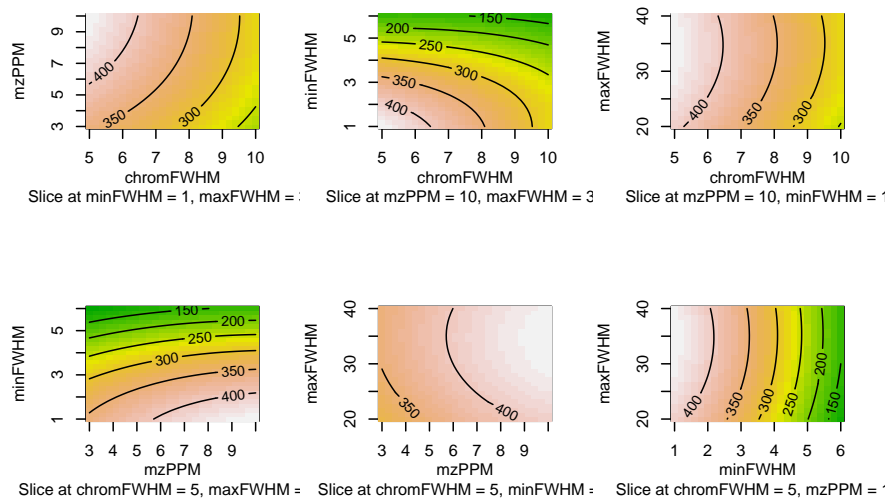 mzPPM
3 5 7 9
400
350
300
5 6 7 8 9 10
chromFWHM
Slice at minFWHM = 1, maxFWHM =
minFWHM
1 3 5
150
200
250
300
350
400
5 6 7 8 9 10
chromFWHM
Slice at mzPPM = 10, maxFWHM = 3
maxFWHM
20 30 40
400
350
300
5 6 7 8 9 10
chromFWHM
Slice at mzPPM = 10, minFWHM = 1
minFWHM
1 3 5
150
200
250
300
350
400
3 4 5 6 7 8 9
mzPPM
Slice at chromFWHM = 5, maxFWHM =
maxFWHM
20 30 40
350
400
3 4 5 6 7 8 9
mzPPM
Slice at chromFWHM = 5, minFWHM =
maxFWHM
20 30 40
400
350
300
250
200
150
1 2 3 4 5 6
minFWHM
Slice at chromFWHM = 5, mzPPM = 1